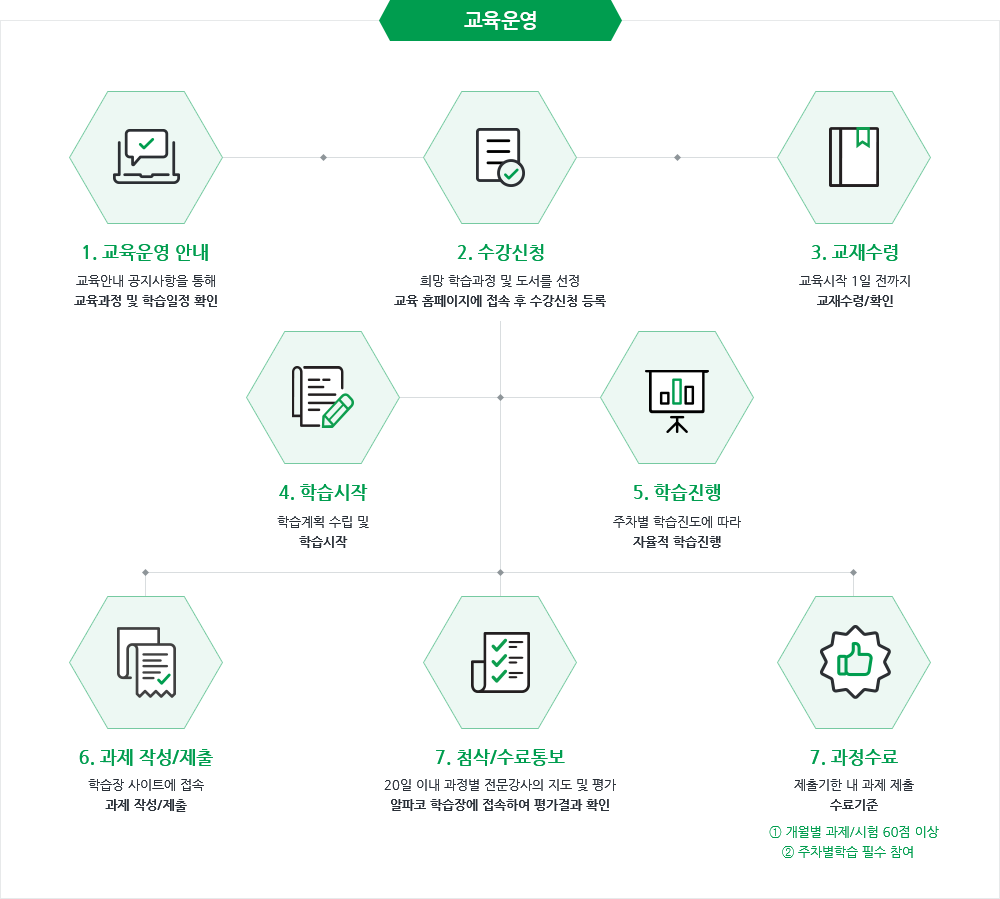 교육운영
1. 교육운영 안내
교육안내 공지사항을 통해
교육과정 및 학습일정 확인
2. 수강신청
희망 학습과정 및 도서를 선정
교육 홈페이지에 접속 후 수강신청 등록
3. 교재수령
교육시작 1일 전까지
교재수령/확인
4. 학습시작
학습계획 수립 및
학습시작
5. 학습진행
주차별 학습진도에 따라
자율적 학습진행
6. 과제 작성/제출
학습장 사이트에 접속
과제 작성/제출
7. 첨삭/수료통보
20일 이내 과정별 전문강사의 지도 및 평가
알파코 학습장에 접속하여 평가결과 확인
7. 과정수료
제출기한 내 과제 제출
수료기준
① 개월별 과제/시험 60점 이상
② 주차별학습 필수 참여